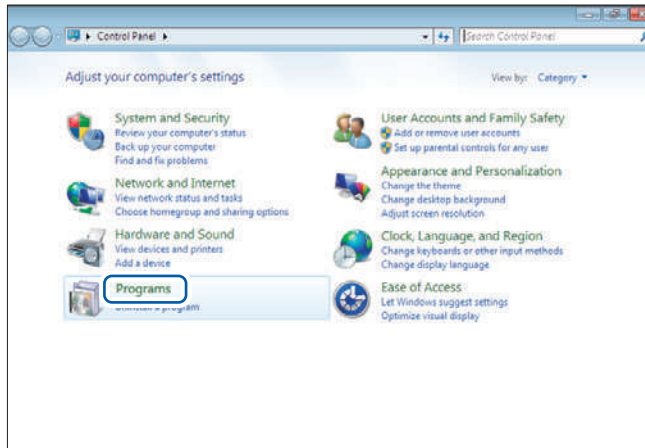 Control Panel
Search Control Panel
Adjust your computer's settings
View by: Category
System and Security
Review your computer's status
Back up your computer
Find and fix problems
Network and Internet
View network status and tasks
Choose homegroup and sharing options
Hardware and Sound
View devices and printers
Add a device
Programs
Uninstall a program
User Accounts and Family Safety
Add or remove user accounts
Set up parental controls for any user
Appearance and Personalization
Change the theme
Change desktop background
Adjust screen resolution
Clock, Language, and Region
Change keyboards or other input methods
Change display language
Ease of Access
Let Windows suggest settings
Optimize visual display